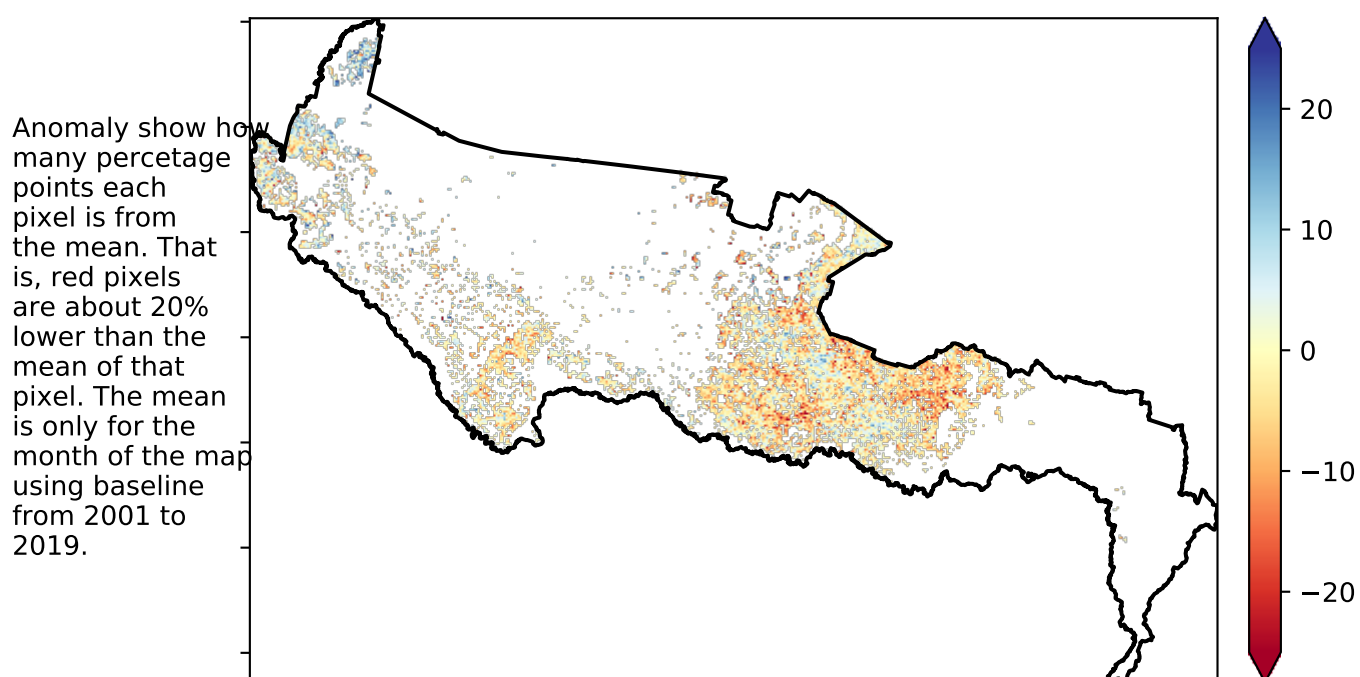 Anomaly show how
many percetage
points each
pixel is from
the mean. That
is, red pixels
are about 20%
lower than the
mean of that
pixel. The mean
is only for the
month of the map
using baseline
from 2001 to
2019.
20
10
0
−10
−20